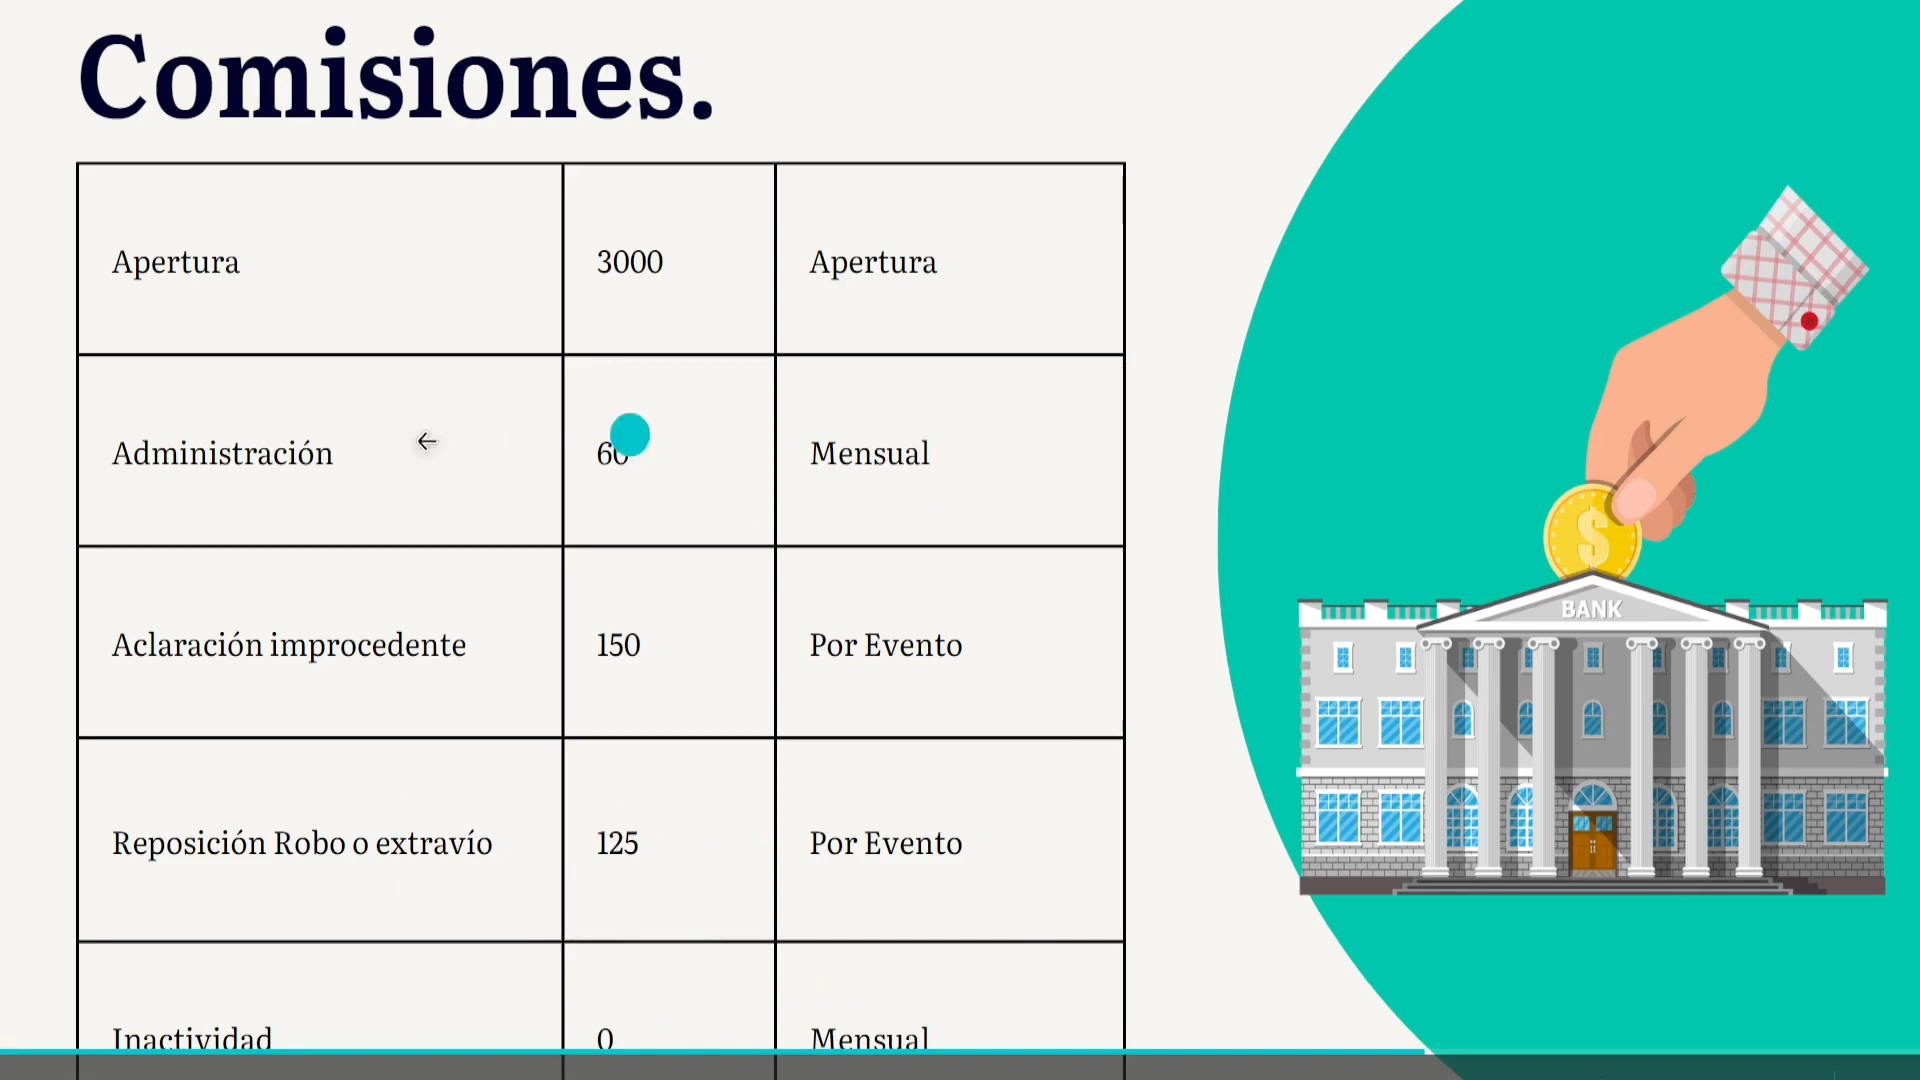 Comisiones.
Apertura 3000 Apertura
Administración 60 Mensual
Aclaración improcedente 150 Por Evento
Reposición Robo o extravío 125 Por Evento
Inactividad 0 Mensual
$
BANK